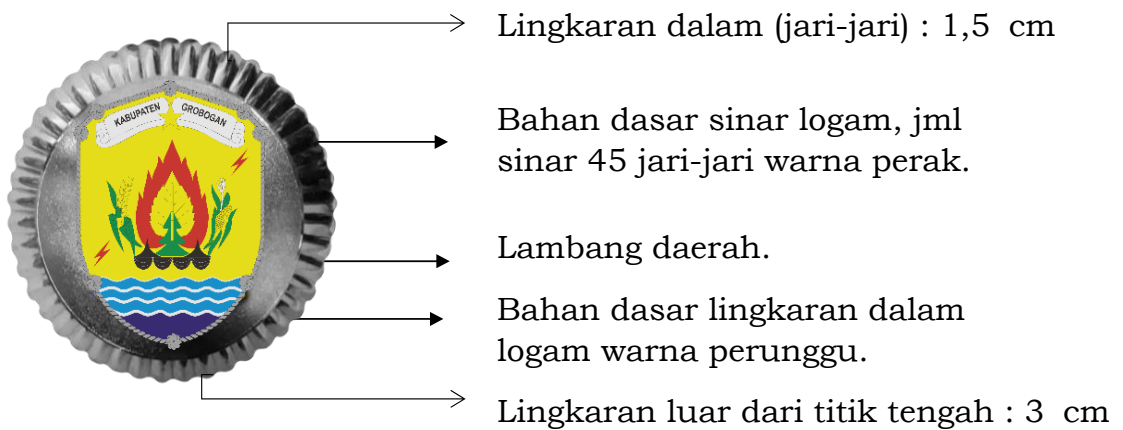 Lingkaran dalam (jari-jari) : 1,5 cm
KABUPATEN GROBOGAN
Bahan dasar sinar logam, jml
sinar 45 jari-jari warna perak.
Lambang daerah.
Bahan dasar lingkaran dalam
logam warna perunggu.
Lingkaran luar dari titik tengah : 3 cm